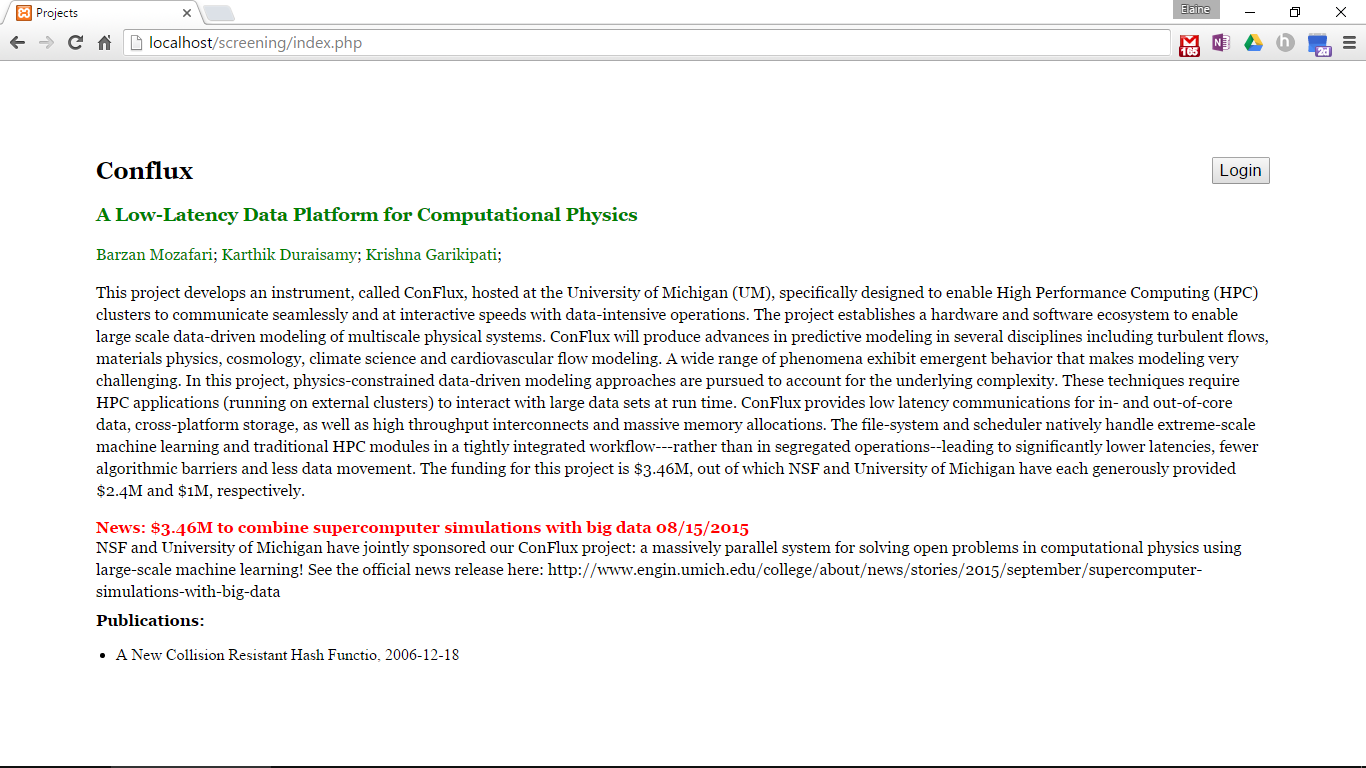 Projects
Elaine
localhost/screening/index.php
165
2d
Conflux
Login
A Low-Latency Data Platform for Computational Physics
Barzan Mozafari; Karthik Duraisamy; Krishna Garikipati;
This project develops an instrument, called ConFlux, hosted at the University of Michigan (UM), specifically designed to enable High Performance Computing (HPC)
clusters to communicate seamlessly and at interactive speeds with data-intensive operations. The project establishes a hardware and software ecosystem to enable
large scale data-driven modeling of multiscale physical systems. ConFlux will produce advances in predictive modeling in several disciplines including turbulent flows,
materials physics, cosmology, climate science and cardiovascular flow modeling. A wide range of phenomena exhibit emergent behavior that makes modeling very
challenging. In this project, physics-constrained data-driven modeling approaches are pursued to account for the underlying complexity. These techniques require
HPC applications (running on external clusters) to interact with large data sets at run time. ConFlux provides low latency communications for in- and out-of-core
data, cross-platform storage, as well as high throughput interconnects and massive memory allocations. The file-system and scheduler natively handle extreme-scale
machine learning and traditional HPC modules in a tightly integrated workflow---rather than in segregated operations--leading to significantly lower latencies, fewer
algorithmic barriers and less data movement. The funding for this project is $3.46M, out of which NSF and University of Michigan have each generously provided
$2.4M and $1M, respectively.
News: $3.46M to combine supercomputer simulations with big data 08/15/2015
NSF and University of Michigan have jointly sponsored our ConFlux project: a massively parallel system for solving open problems in computational physics using
large-scale machine learning! See the official news release here: http://www.engin.umich.edu/college/about/news/stories/2015/september/supercomputer-
simulations-with-big-data
Publications:
• A New Collision Resistant Hash Functio, 2006-12-18